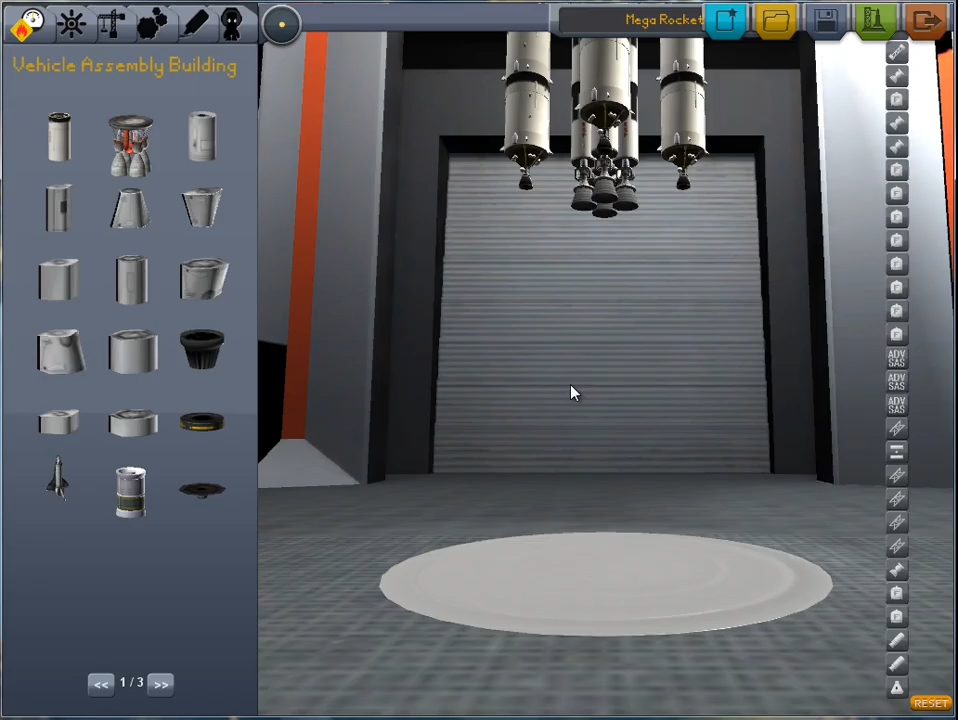 Mega Rocket
Vehicle Assembly Building
ADV
SAS
ADV
SAS
ADV
SAS
<< 1 / 3 >>
RESET